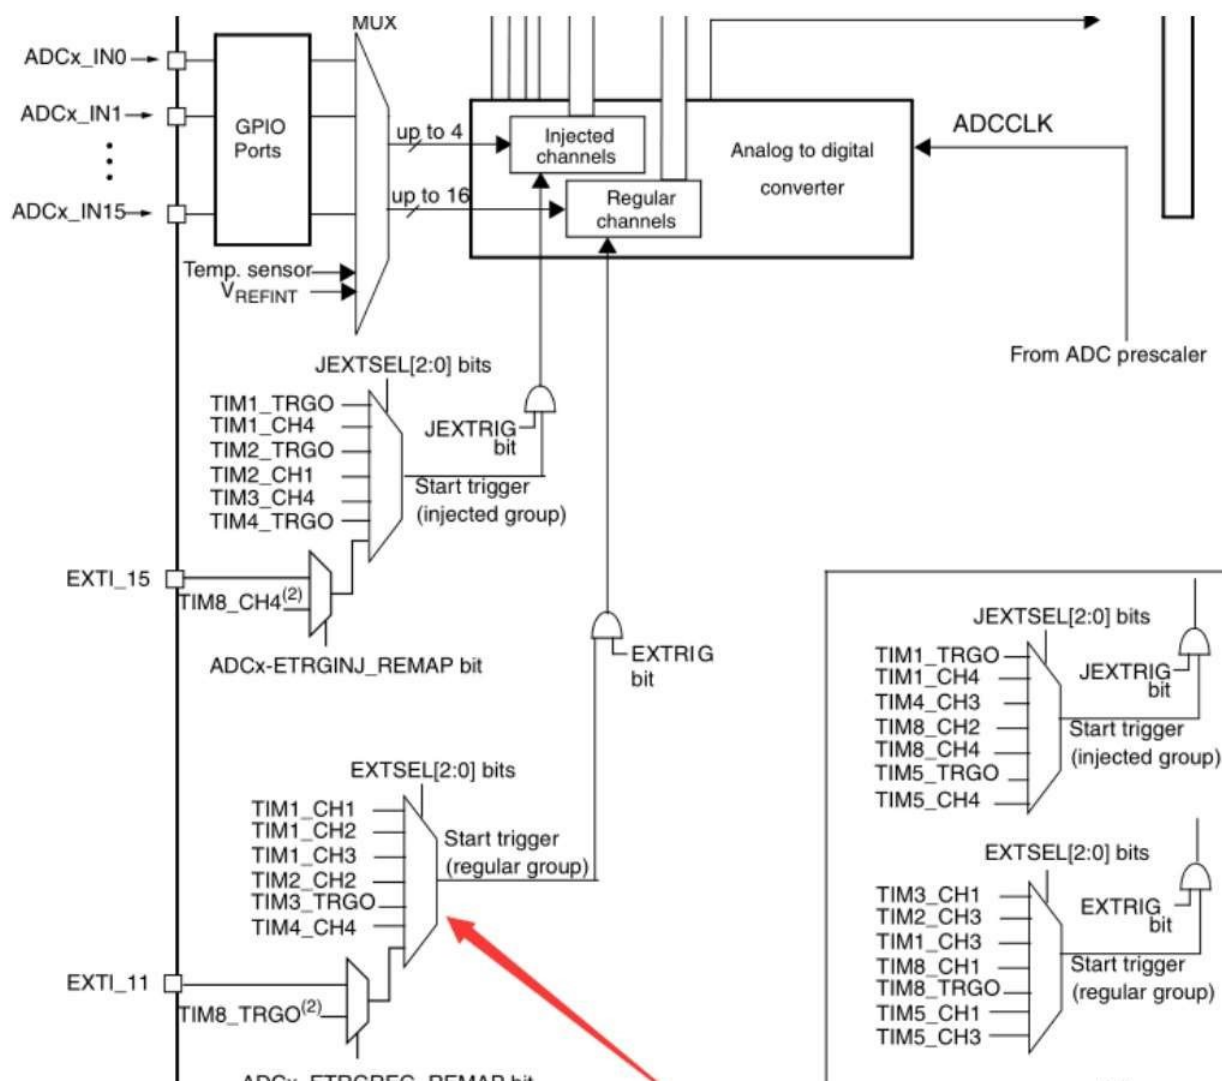 MUX
ADCx_IN0
ADCx_IN1
ADCx_IN15
GPIO
Ports
Temp. sensor
VREFINT
up to 4
up to 16
Injected
channels
Regular
channels
Analog to digital
converter
ADCCLK
From ADC prescaler
JEXTSEL[2:0] bits
TIM1_TRGO
TIM1_CH4
TIM2_TRGO
TIM2_CH1
TIM3_CH4
TIM4_TRGO
JEXTRIG
bit
Start trigger
(injected group)
EXTI_15
TIM8_CH4(2)
ADCx-ETRGINJ_REMAP bit
EXTRIG
bit
EXTSEL[2:0] bits
TIM1_CH1
TIM1_CH2
TIM1_CH3
TIM2_CH2
TIM3_TRGO
TIM4_CH4
Start trigger
(regular group)
EXTI_11
TIM8_TRGO(2)
ADCx_ETRGREG_REMAP bit
JEXTSEL[2:0] bits
TIM1_TRGO
TIM1_CH4
TIM4_CH3
TIM8_CH2
TIM8_CH4
TIM5_TRGO
TIM5_CH4
JEXTRIG
bit
Start trigger
(injected group)
EXTSEL[2:0] bits
TIM3_CH1
TIM2_CH3
TIM1_CH3
TIM8_CH1
TIM8_TRGO
TIM5_CH1
TIM5_CH3
EXTRIG
bit
Start trigger
(regular group)